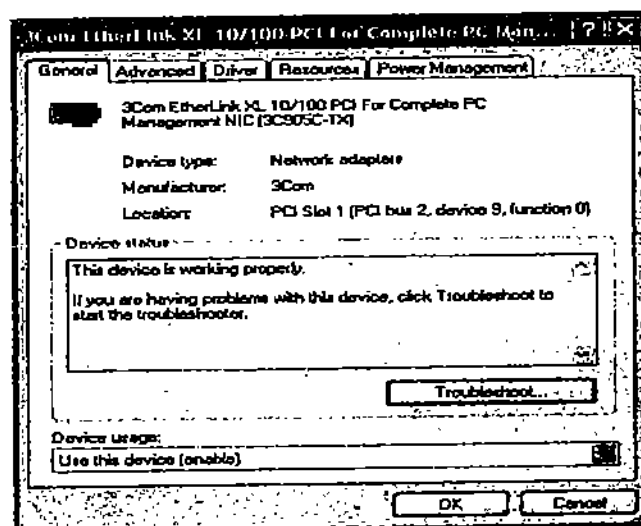 3Com EtherLink XL 10/100 PCI For Complete PC Man...
General Advanced Driver Resources Power Management
3Com EtherLink XL 10/100 PCI For Complete PC
Management NIC (3C905C-TX)
Device type: Network adapters
Manufacturer: 3Com
Location: PCI Slot 1 (PCI bus 2, device 9, function 0)
Device status
This device is working properly.
If you are having problems with this device, click Troubleshoot to
start the troubleshooter.
Troubleshoot...
Device usage:
Use this device (enable)
OK Cancel